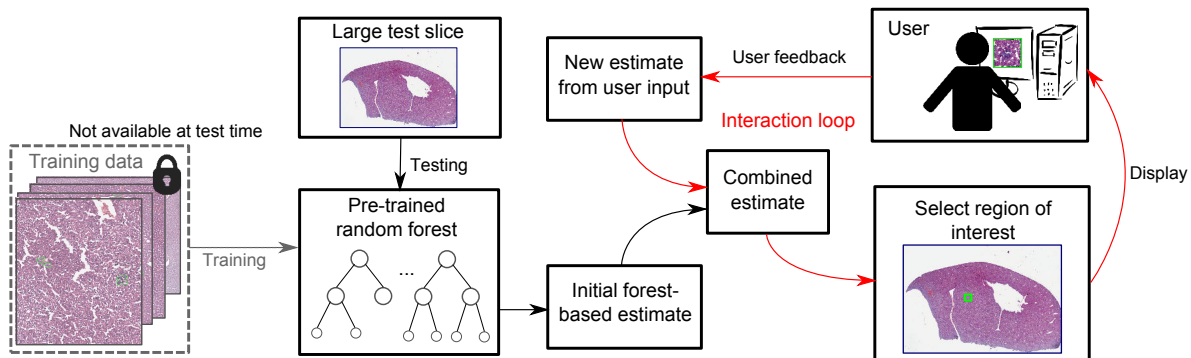 Not available at test time
Training data
Training
Large test slice
Testing
Pre-trained
random forest
...
Initial forest-
based estimate
New estimate
from user input
User feedback
Interaction loop
Combined
estimate
User
Display
Select region of
interest